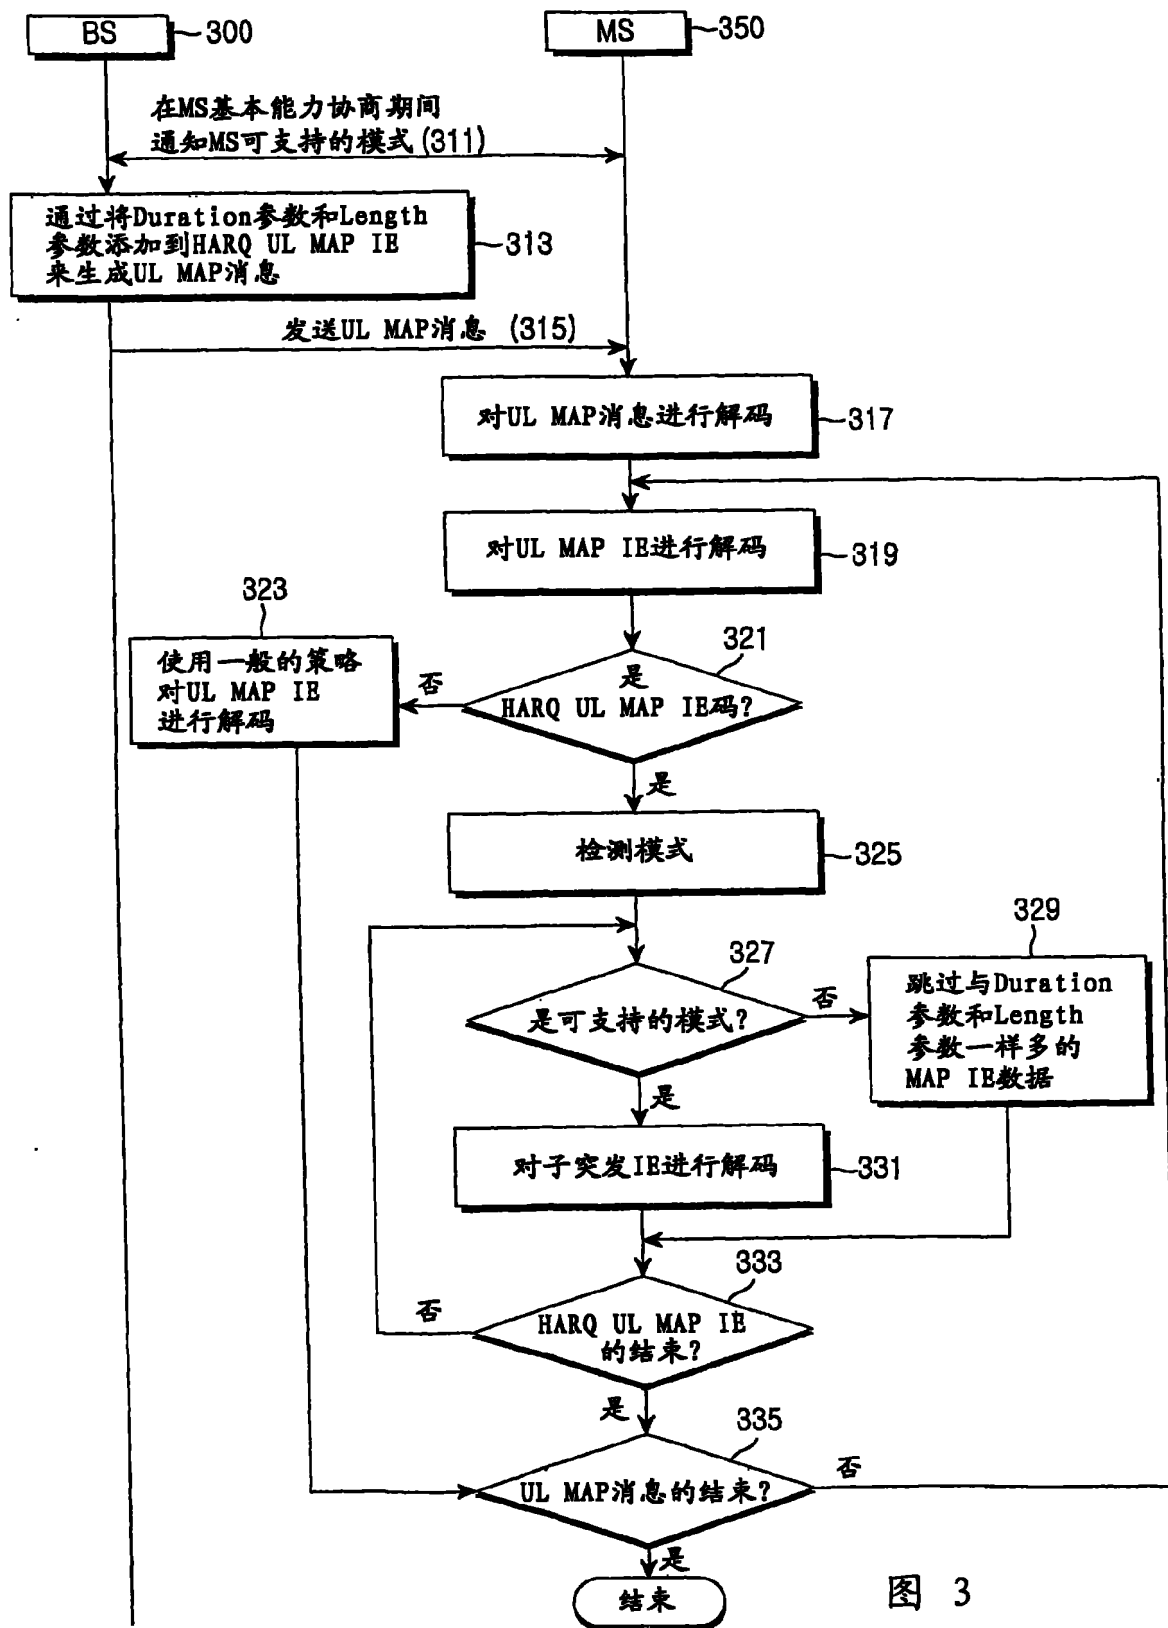 BS
300
MS
350
在MS基本能力协商期间
通知MS可支持的模式(311)
通过将Duration参数和Length
参数添加到HARQ UL MAP IE
来生成UL MAP消息
313
发送UL MAP消息 (315)
对UL MAP消息进行解码
317
对UL MAP IE进行解码
319
323
使用一般的策略
对UL MAP IE
进行解码
否
321
是
HARQ UL MAP IE码?
是
检测模式
325
327
是可支持的模式?
否
329
跳过与Duration
参数和Length
参数一样多的
MAP IE数据
是
对子突发IE进行解码
331
333
否
HARQ UL MAP IE
的结束?
是
335
UL MAP消息的结束?
否
是
结束
图 3